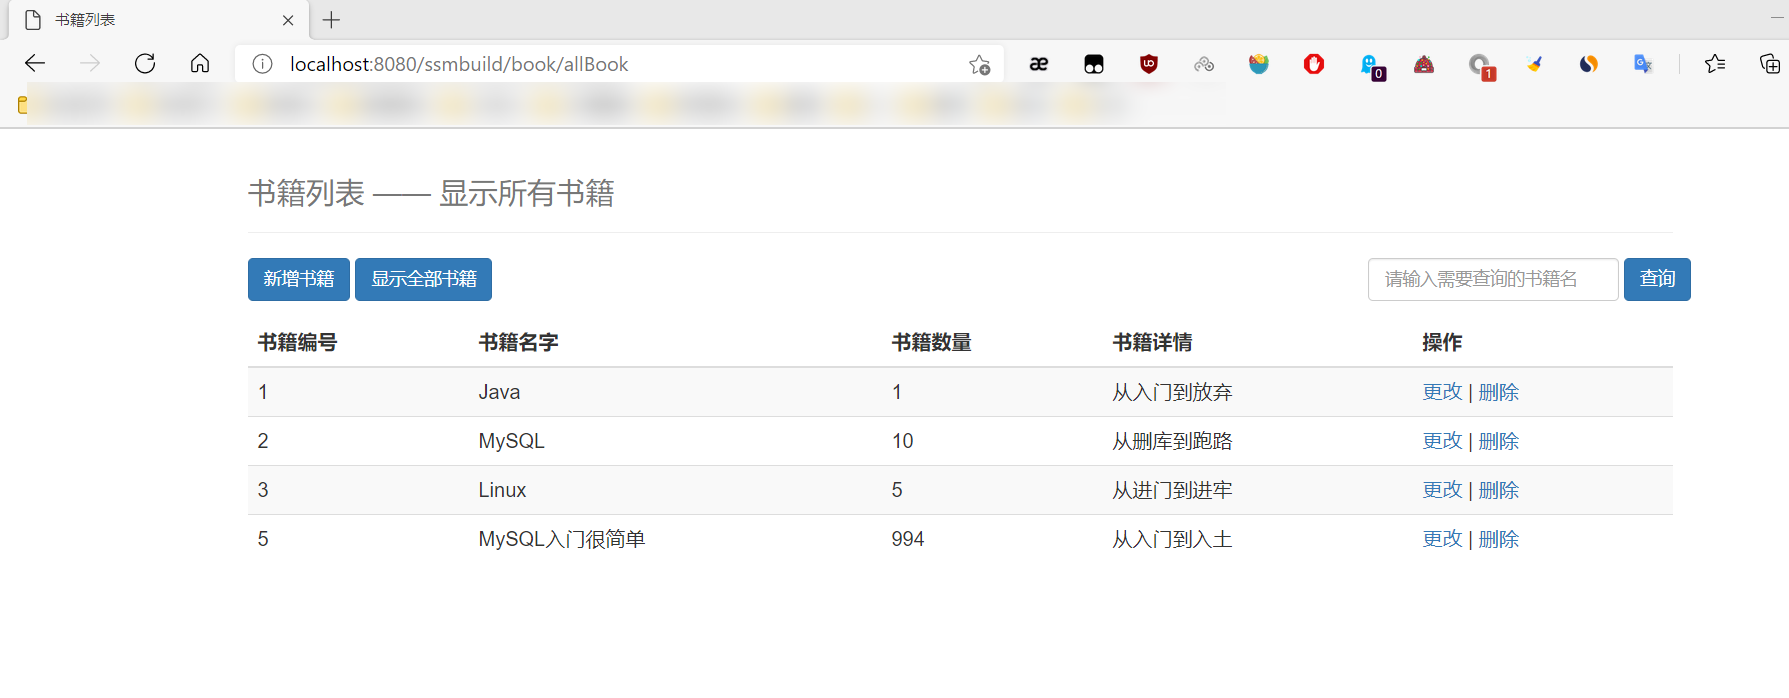 书籍列表
localhost:8080/ssmbuild/book/allBook
æ
0
1
书籍列表 —— 显示所有书籍
新增书籍 显示全部书籍 请输入需要查询的书籍名 查询
书籍编号 书籍名字 书籍数量 书籍详情 操作
1 Java 1 从入门到放弃 更改 | 删除
2 MySQL 10 从删库到跑路 更改 | 删除
3 Linux 5 从进门到进牢 更改 | 删除
5 MySQL入门很简单 994 从入门到入土 更改 | 删除